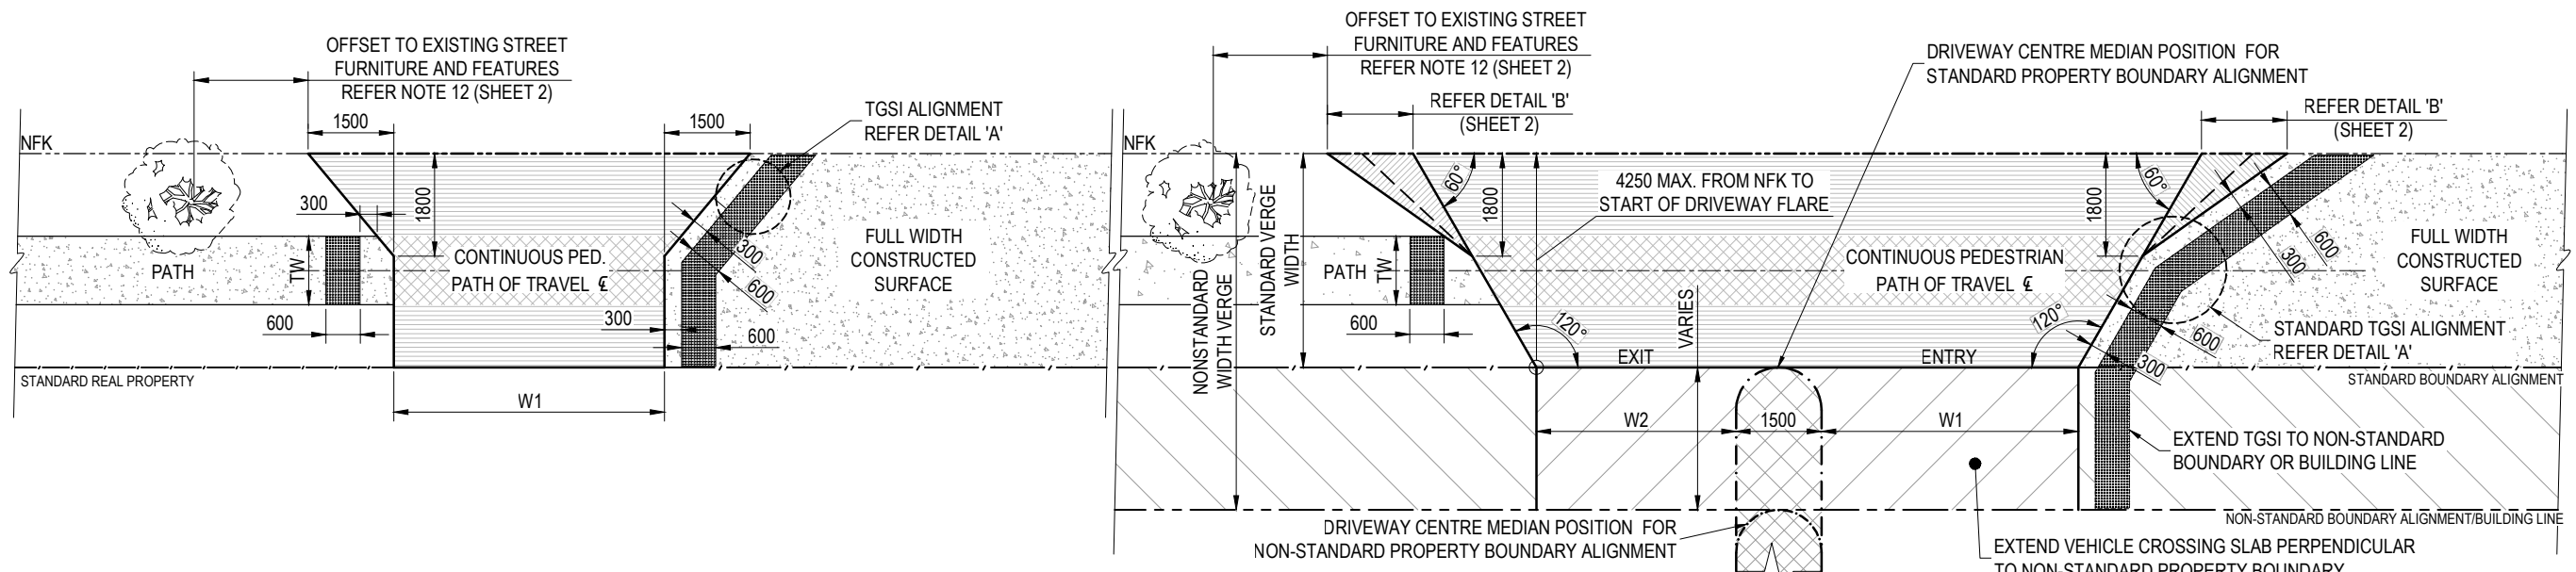 OFFSET TO EXISTING STREET
FURNITURE AND FEATURES
REFER NOTE 12 (SHEET 2)
1500
1500
TGSI ALIGNMENT
REFER DETAIL 'A'
NFK
300
1800
PATH
TW
CONTINUOUS PED.
PATH OF TRAVEL ℄
300
600
FULL WIDTH
CONSTRUCTED
SURFACE
600
300
600
STANDARD REAL PROPERTY
W1
OFFSET TO EXISTING STREET
FURNITURE AND FEATURES
REFER NOTE 12 (SHEET 2)
DRIVEWAY CENTRE MEDIAN POSITION FOR
STANDARD PROPERTY BOUNDARY ALIGNMENT
REFER DETAIL 'B'
(SHEET 2)
REFER DETAIL 'B'
(SHEET 2)
NFK
NONSTANDARD
WIDTH VERGE
STANDARD VERGE
WIDTH
60°
1800
4250 MAX. FROM NFK TO
START OF DRIVEWAY FLARE
1800
60°
PATH
TW
600
CONTINUOUS PEDESTRIAN
PATH OF TRAVEL ℄
600
300
FULL WIDTH
CONSTRUCTED
SURFACE
120°
VARIES
120°
EXIT
ENTRY
600
300
STANDARD TGSI ALIGNMENT
REFER DETAIL 'A'
STANDARD BOUNDARY ALIGNMENT
W2
1500
W1
EXTEND TGSI TO NON-STANDARD
BOUNDARY OR BUILDING LINE
NON-STANDARD BOUNDARY ALIGNMENT/BUILDING LINE
DRIVEWAY CENTRE MEDIAN POSITION FOR
NON-STANDARD PROPERTY BOUNDARY ALIGNMENT
EXTEND VEHICLE CROSSING SLAB PERPENDICULAR
TO NON-STANDARD PROPERTY BOUNDARY